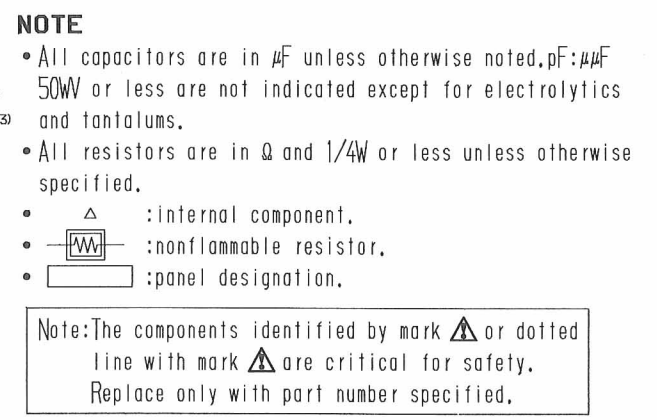 NOTE
• All capacitors are in μF unless otherwise noted.pF:μμF
50WV or less are not indicated except for electrolytics
3)
and tantalums.
• All resistors are in Ω and 1/4W or less unless otherwise
specified.
• △ :internal component.
• :nonflammable resistor.
• :panel designation.
Note:The components identified by mark ⚠ or dotted
line with mark ⚠ are critical for safety.
Replace only with part number specified.